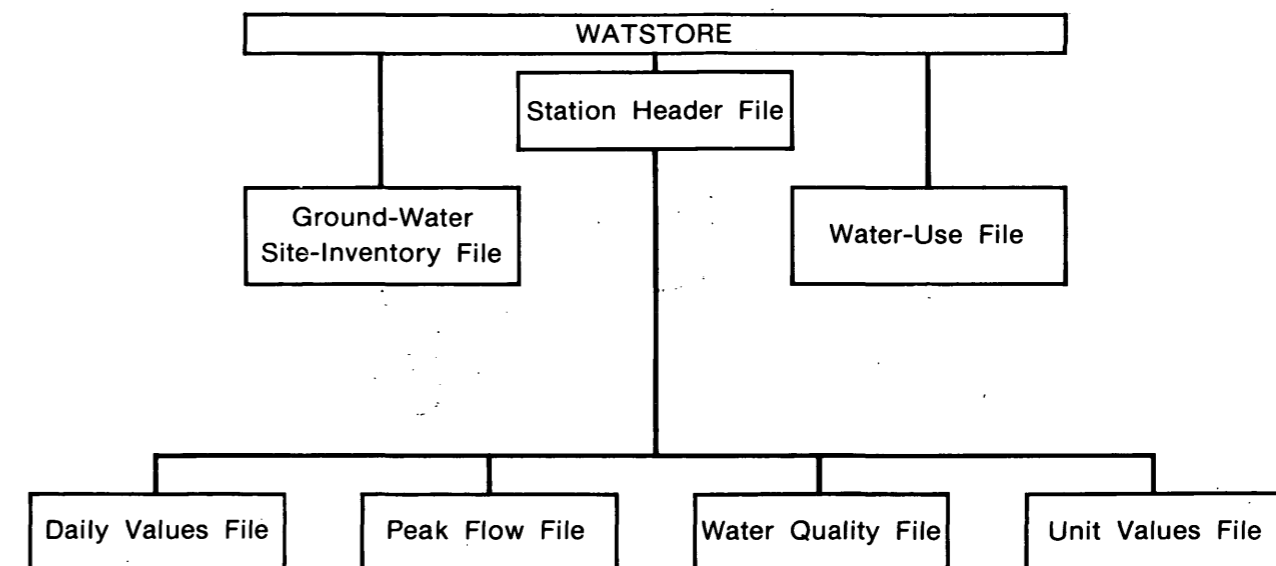 WATSTORE
Station Header File
Ground-Water
Site-Inventory File
Water-Use File
Daily Values File
Peak Flow File
Water Quality File
Unit Values File